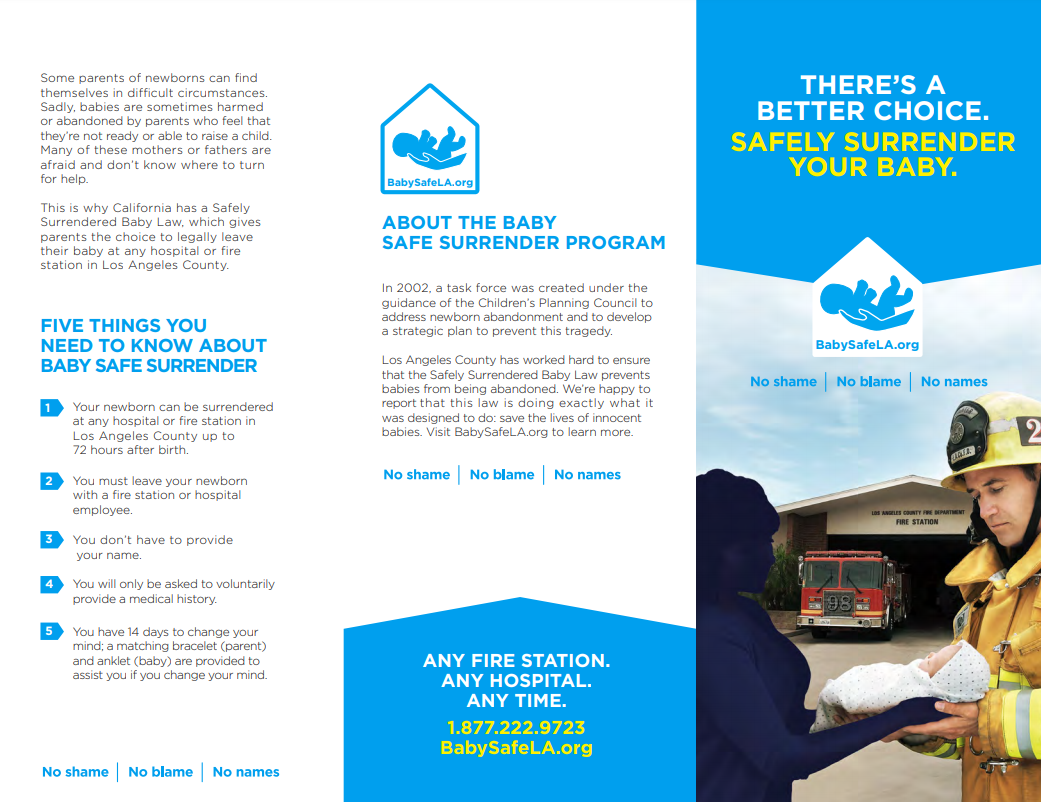 Some parents of newborns can find
themselves in difficult circumstances.
Sadly, babies are sometimes harmed
or abandoned by parents who feel that
they're not ready or able to raise a child.
Many of these mothers or fathers are
afraid and don't know where to turn
for help.
This is why California has a Safely
Surrendered Baby Law, which gives
parents the choice to legally leave
their baby at any hospital or fire
station in Los Angeles County.
FIVE THINGS YOU
NEED TO KNOW ABOUT
BABY SAFE SURRENDER
1 Your newborn can be surrendered
at any hospital or fire station in
Los Angeles County up to
72 hours after birth.
2 You must leave your newborn
with a fire station or hospital
employee.
3 You don't have to provide
your name.
4 You will only be asked to voluntarily
provide a medical history.
5 You have 14 days to change your
mind; a matching bracelet (parent)
and anklet (baby) are provided to
assist you if you change your mind.
No shame | No blame | No names
BabySafeLA.org
ABOUT THE BABY
SAFE SURRENDER PROGRAM
In 2002, a task force was created under the
guidance of the Children's Planning Council to
address newborn abandonment and to develop
a strategic plan to prevent this tragedy.
Los Angeles County has worked hard to ensure
that the Safely Surrendered Baby Law prevents
babies from being abandoned. We're happy to
report that this law is doing exactly what it
was designed to do: save the lives of innocent
babies. Visit BabySafeLA.org to learn more.
No shame | No blame | No names
ANY FIRE STATION.
ANY HOSPITAL.
ANY TIME.
1.877.222.9723
BabySafeLA.org
THERE'S A
BETTER CHOICE.
SAFELY SURRENDER
YOUR BABY.
BabySafeLA.org
No shame | No blame | No names
2
LOS ANGELES COUNTY FIRE DEPARTMENT
FIRE STATION
98